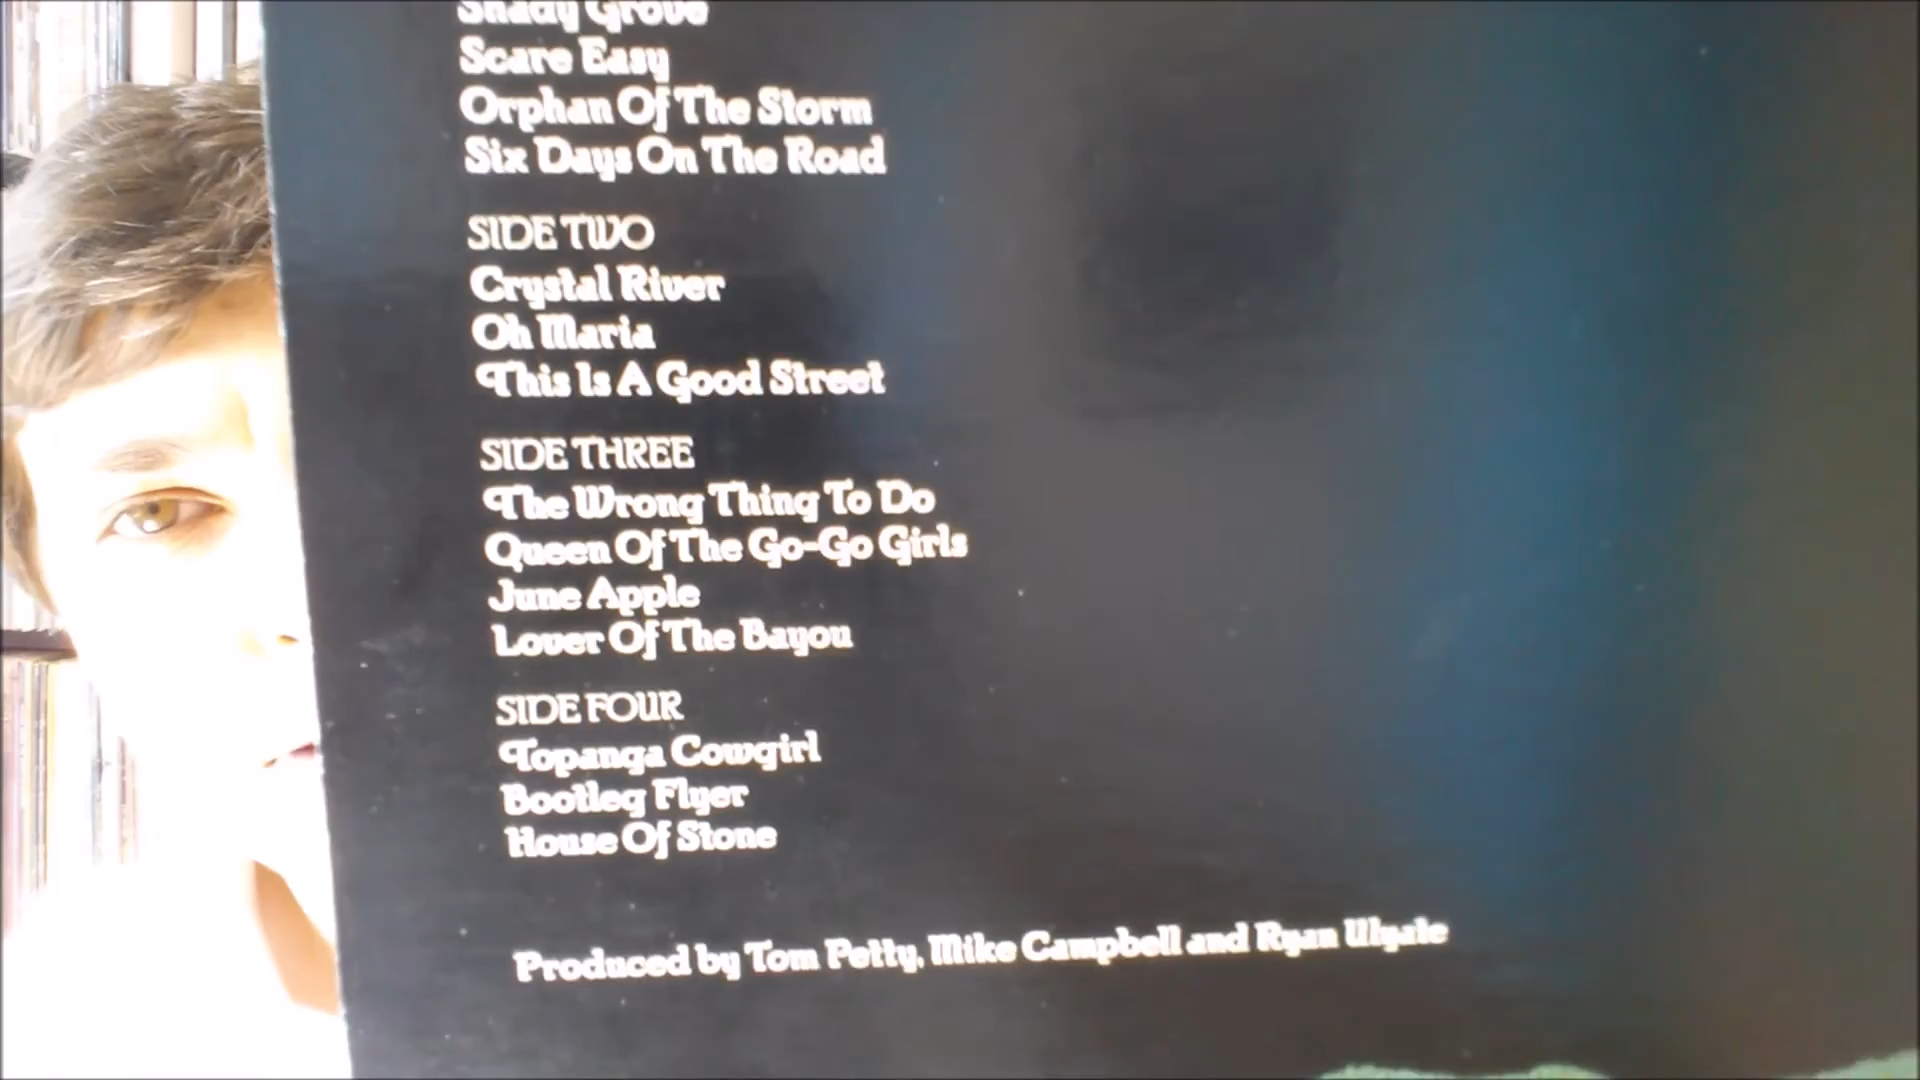 Shady Grove
Scare Easy
Orphan Of The Storm
Six Days On The Road
SIDE TWO
Crystal River
Oh Maria
This Is A Good Street
SIDE THREE
The Wrong Thing To Do
Queen Of The Go-Go Girls
June Apple
Lover Of The Bayou
SIDE FOUR
Topanga Cowgirl
Bootleg Flyer
House Of Stone
Produced by Tom Petty, Mike Campbell and Ryan Ulyate